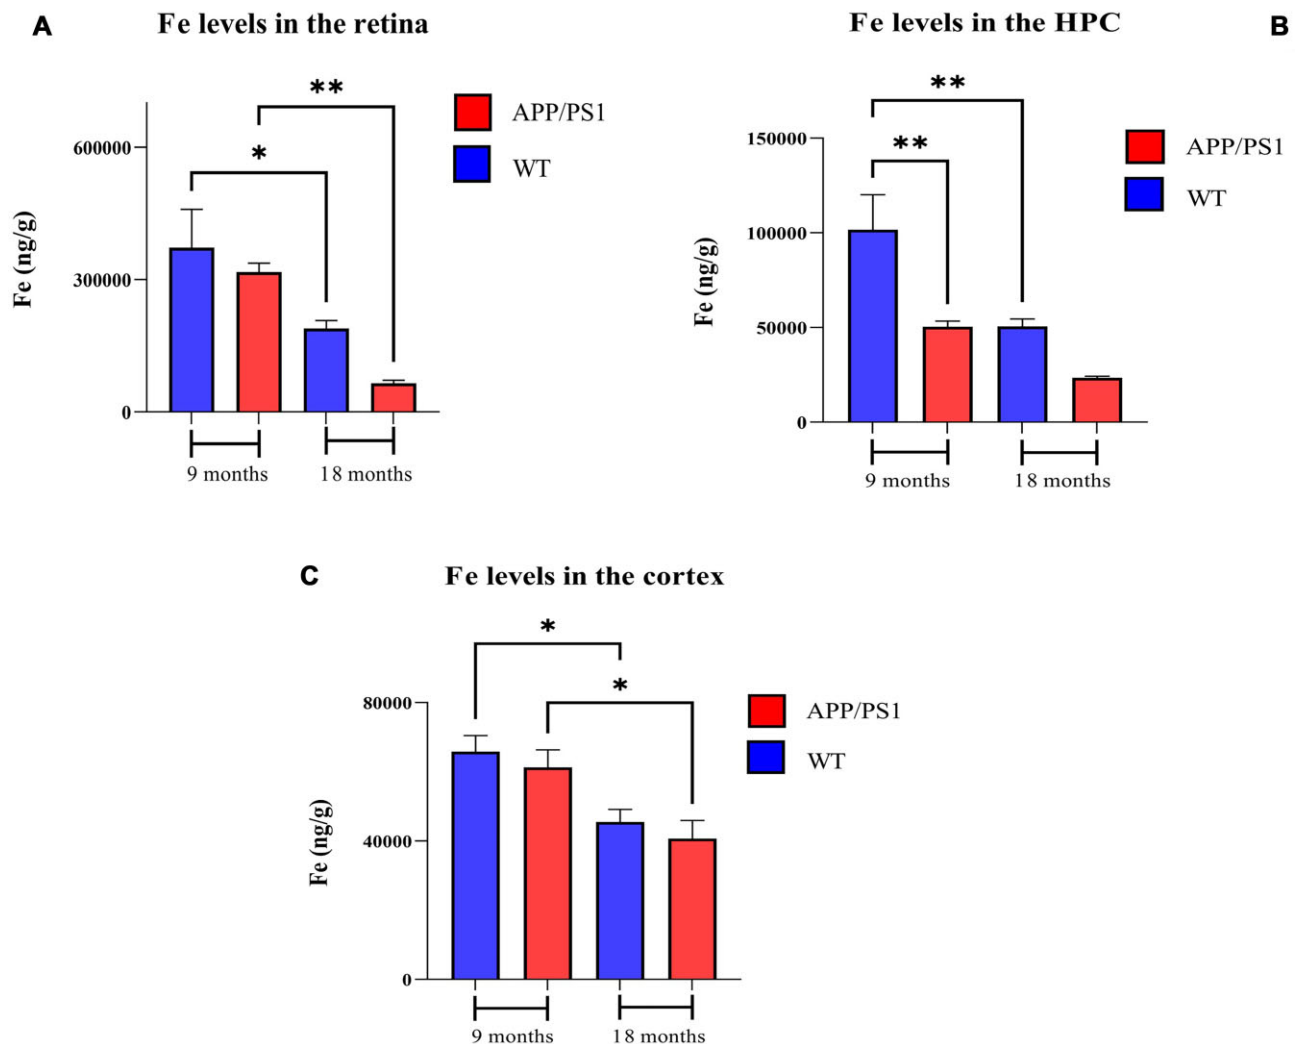 A
Fe levels in the retina
**
*
APP/PS1
WT
600000
300000
0
Fe (ng/g)
9 months
18 months
Fe levels in the HPC
B
**
**
APP/PS1
WT
150000
100000
50000
0
Fe (ng/g)
9 months
18 months
C
Fe levels in the cortex
*
*
APP/PS1
WT
80000
40000
0
Fe (ng/g)
9 months
18 months